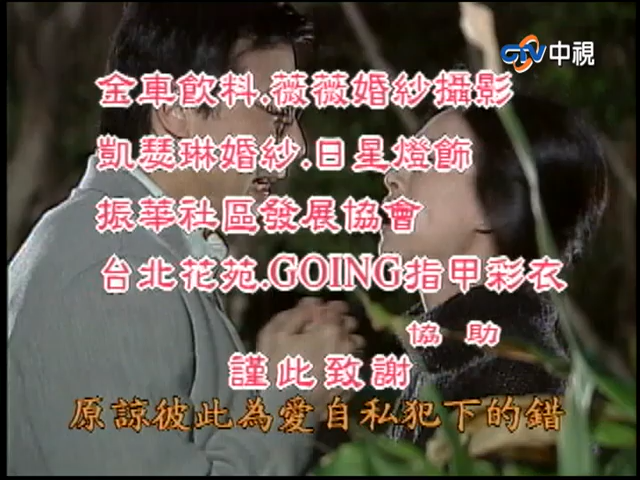 CTV中視
金車飲料.薇薇婚紗攝影
凱瑟琳婚紗.日星燈飾
振華社區發展協會
台北花苑.GOING指甲彩衣
協助
謹此致謝
原諒彼此為愛自私犯下的錯